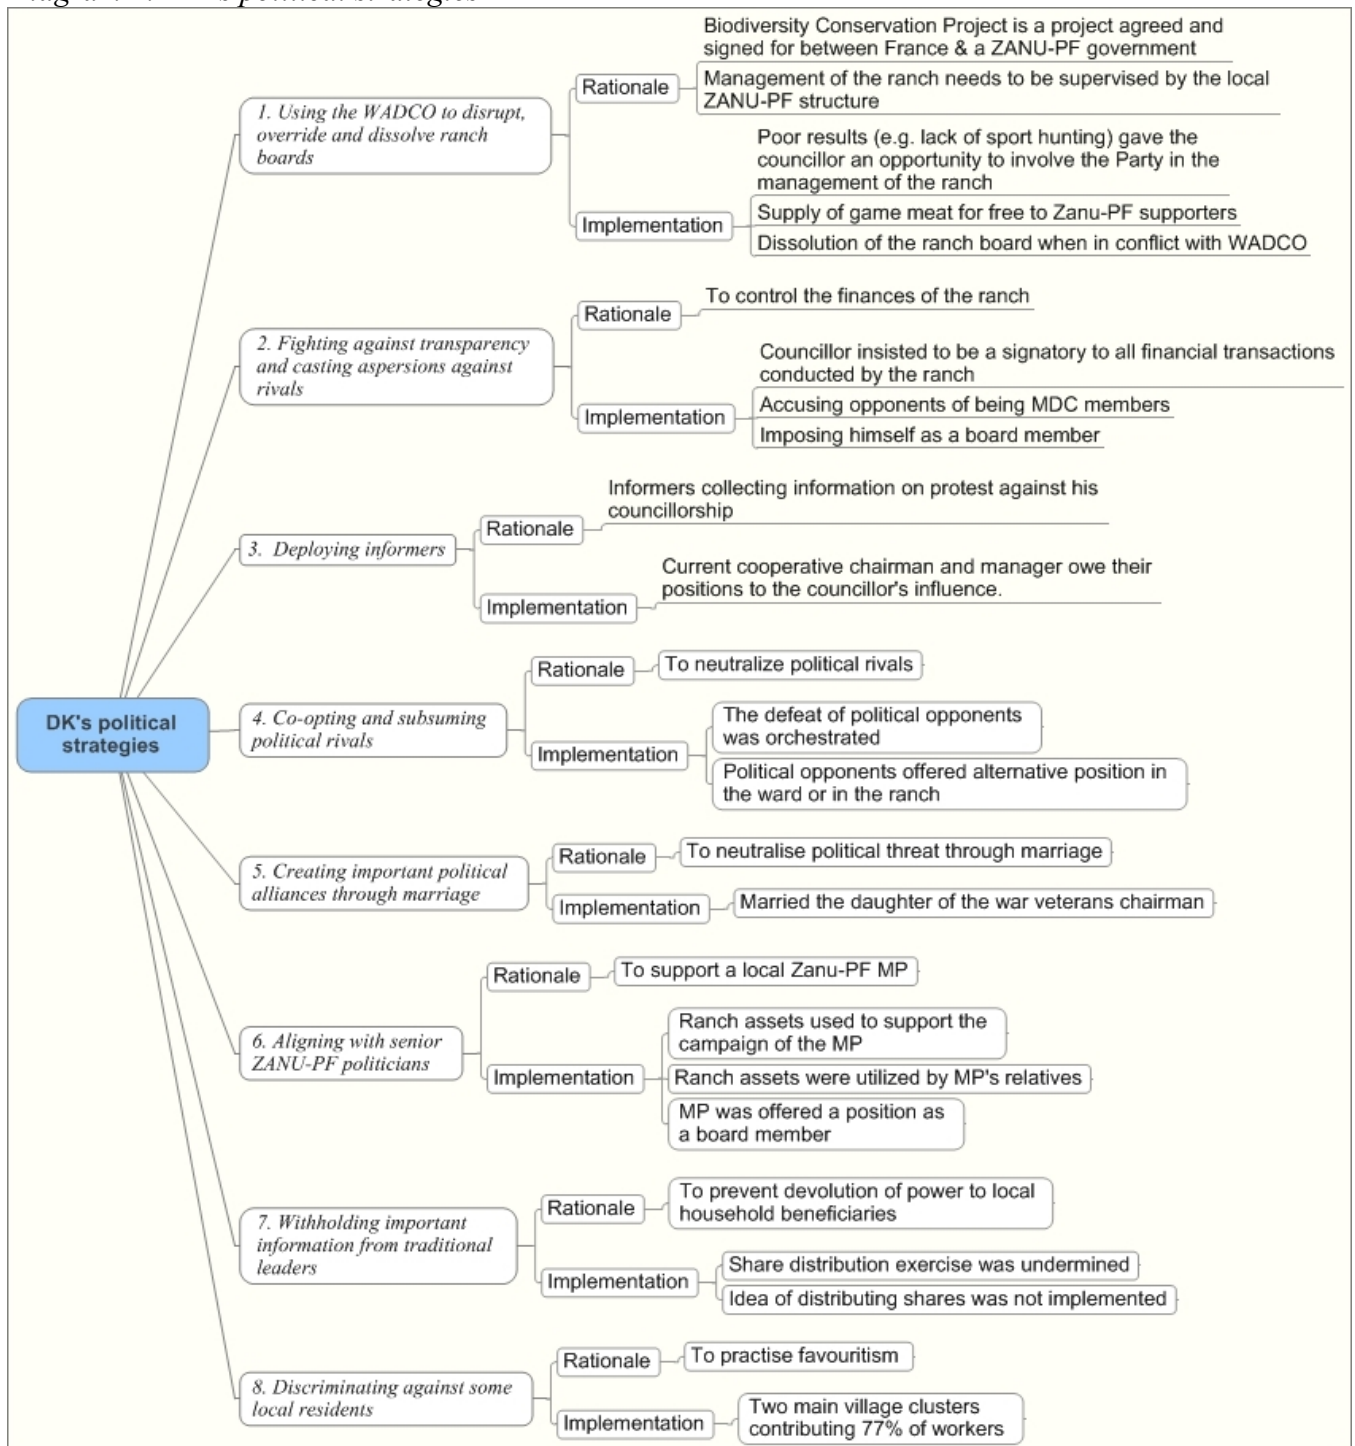 DK's political
strategies
1. Using the WADCO to disrupt,
override and dissolve ranch
boards
Rationale
Biodiversity Conservation Project is a project agreed and
signed for between France & a ZANU-PF government
Management of the ranch needs to be supervised by the local
ZANU-PF structure
Implementation
Poor results (e.g. lack of sport hunting) gave the
councillor an opportunity to involve the Party in the
management of the ranch
Supply of game meat for free to Zanu-PF supporters
Dissolution of the ranch board when in conflict with WADCO
2. Fighting against transparency
and casting aspersions against
rivals
Rationale
To control the finances of the ranch
Implementation
Councillor insisted to be a signatory to all financial transactions
conducted by the ranch
Accusing opponents of being MDC members
Imposing himself as a board member
3. Deploying informers
Rationale
Informers collecting information on protest against his
councillorship
Implementation
Current cooperative chairman and manager owe their
positions to the councillor's influence.
4. Co-opting and subsuming
political rivals
Rationale
To neutralize political rivals
Implementation
The defeat of political opponents
was orchestrated
Political opponents offered alternative position in
the ward or in the ranch
5. Creating important political
alliances through marriage
Rationale
To neutralise political threat through marriage
Implementation
Married the daughter of the war veterans chairman
6. Aligning with senior
ZANU-PF politicians
Rationale
To support a local Zanu-PF MP
Implementation
Ranch assets used to support the
campaign of the MP
Ranch assets were utilized by MP's relatives
MP was offered a position as
a board member
7. Withholding important
information from traditional
leaders
Rationale
To prevent devolution of power to local
household beneficiaries
Implementation
Share distribution exercise was undermined
Idea of distributing shares was not implemented
8. Discriminating against some
local residents
Rationale
To practise favouritism
Implementation
Two main village clusters
contributing 77% of workers